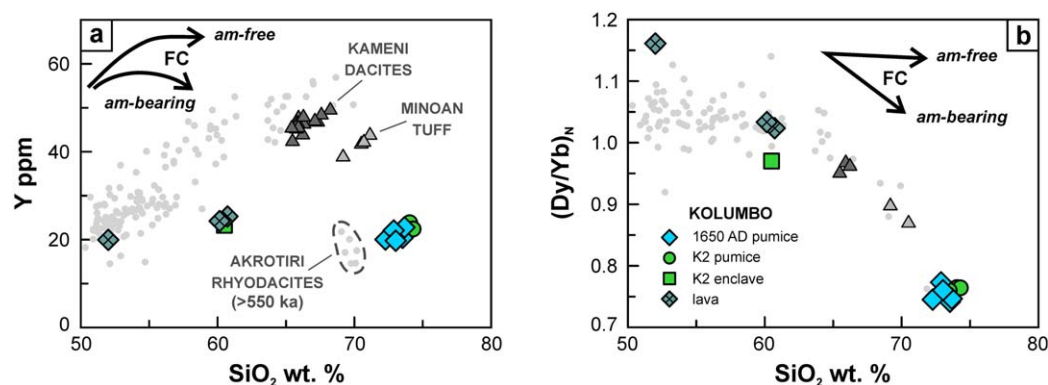 a
am-free
FC
am-bearing
KAMENI
DACITES
MINOAN
TUFF
AKROTIRI
RHYODACITES
(>550 ka)
Y ppm
60
40
20
0
50
60
70
80
SiO2 wt. %
b
am-free
FC
am-bearing
(Dy/Yb)N
1.2
1.1
1.0
0.9
0.8
0.7
KOLUMBO
1650 AD pumice
K2 pumice
K2 enclave
lava
50
60
70
80
SiO2 wt. %